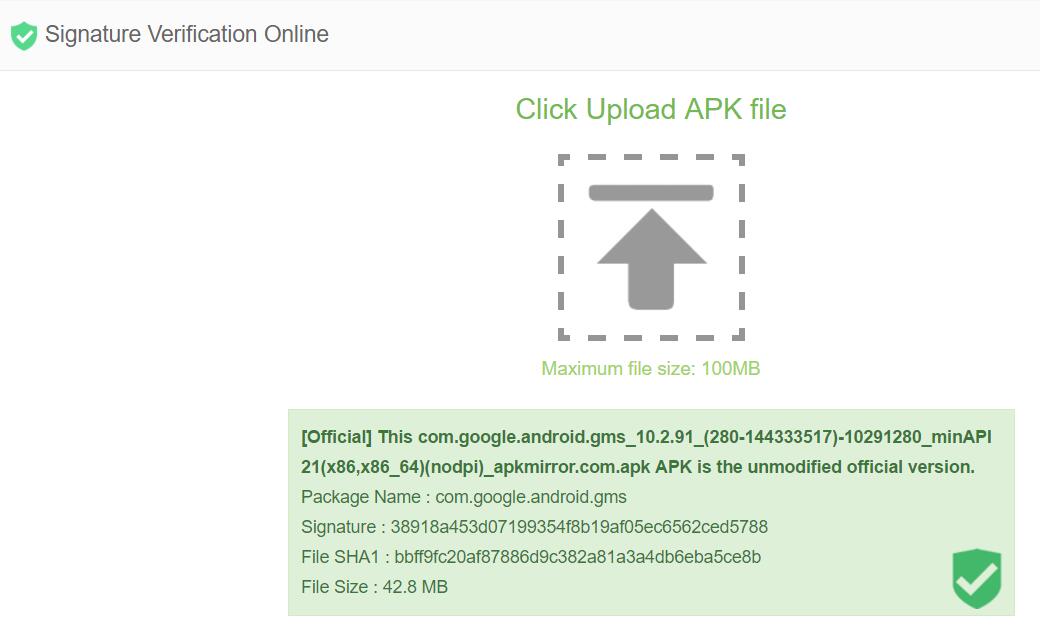 Signature Verification Online
Click Upload APK file
Maximum file size: 100MB
[Official] This com.google.android.gms_10.2.91_(280-144333517)-10291280_minAPI
21(x86,x86_64)(nodpi)_apkmirror.com.apk APK is the unmodified official version.
Package Name : com.google.android.gms
Signature : 38918a453d07199354f8b19af05ec6562ced5788
File SHA1 : bbff9fc20af87886d9c382a81a3a4db6eba5ce8b
File Size : 42.8 MB